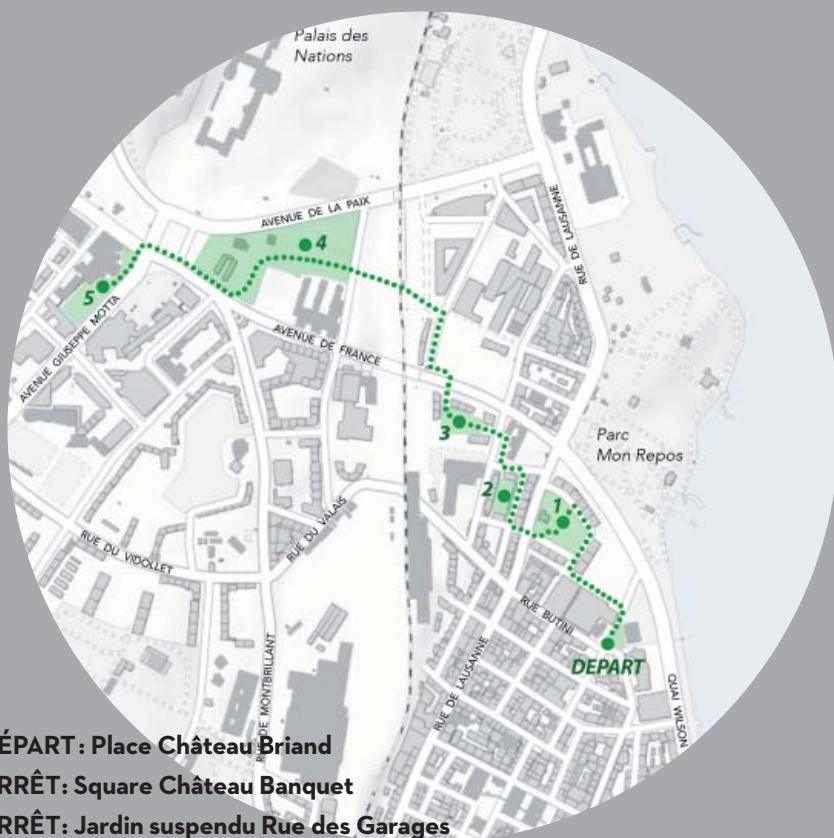 Palais des
Nations
AVENUE DE LA PAIX
RUE DE LAUSANNE
4
5
AVENUE GIUSEPPE MOTTA
AVENUE DE FRANCE
3
Parc
Mon Repos
2
1
RUE DU VALAIS
RUE DU VIDOLLET
RUE BUTINI
DEPART
RUE DE LAUSANNE
RUE DE MONTBRILLANT
QUAI WILSON
ÉPART : Place Château Briand
RRÊT: Square Château Banquet
RRÊT: Jardin suspendu Rue des Garages